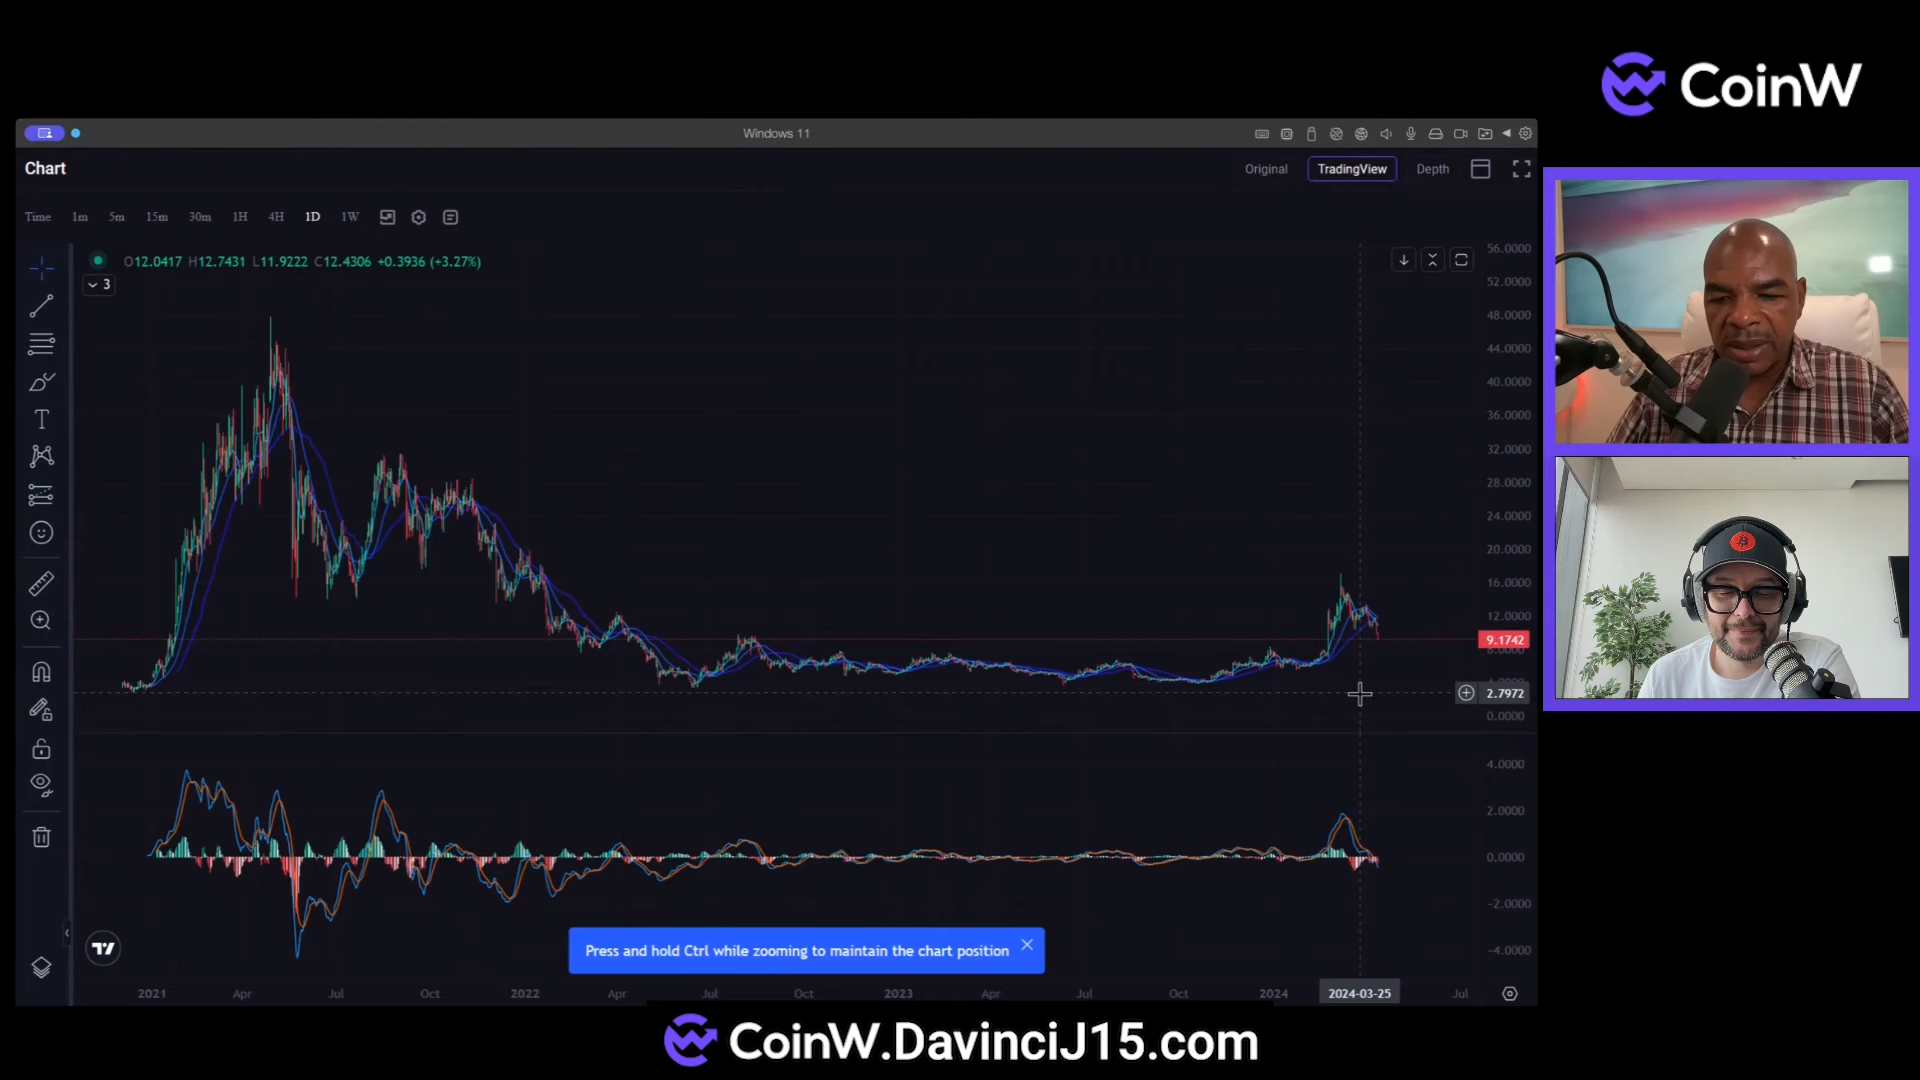 CoinW
Windows 11
Chart
Original TradingView Depth
Time 1m 5m 15m 30m 1H 4H 1D 1W
O12.0417 H12.7431 L11.9222 C12.4306 +0.3936 (+3.27%)
3
56.0000
52.0000
48.0000
44.0000
40.0000
36.0000
32.0000
28.0000
24.0000
20.0000
16.0000
12.0000
9.1742
8.0000
2.7972
0.0000
4.0000
2.0000
0.0000
−2.0000
−4.0000
Press and hold Ctrl while zooming to maintain the chart position
2021 Apr Jul Oct 2022 Apr Jul Oct 2023 Apr Jul Oct 2024 2024-03-25 Jul
CoinW.DavinciJ15.com